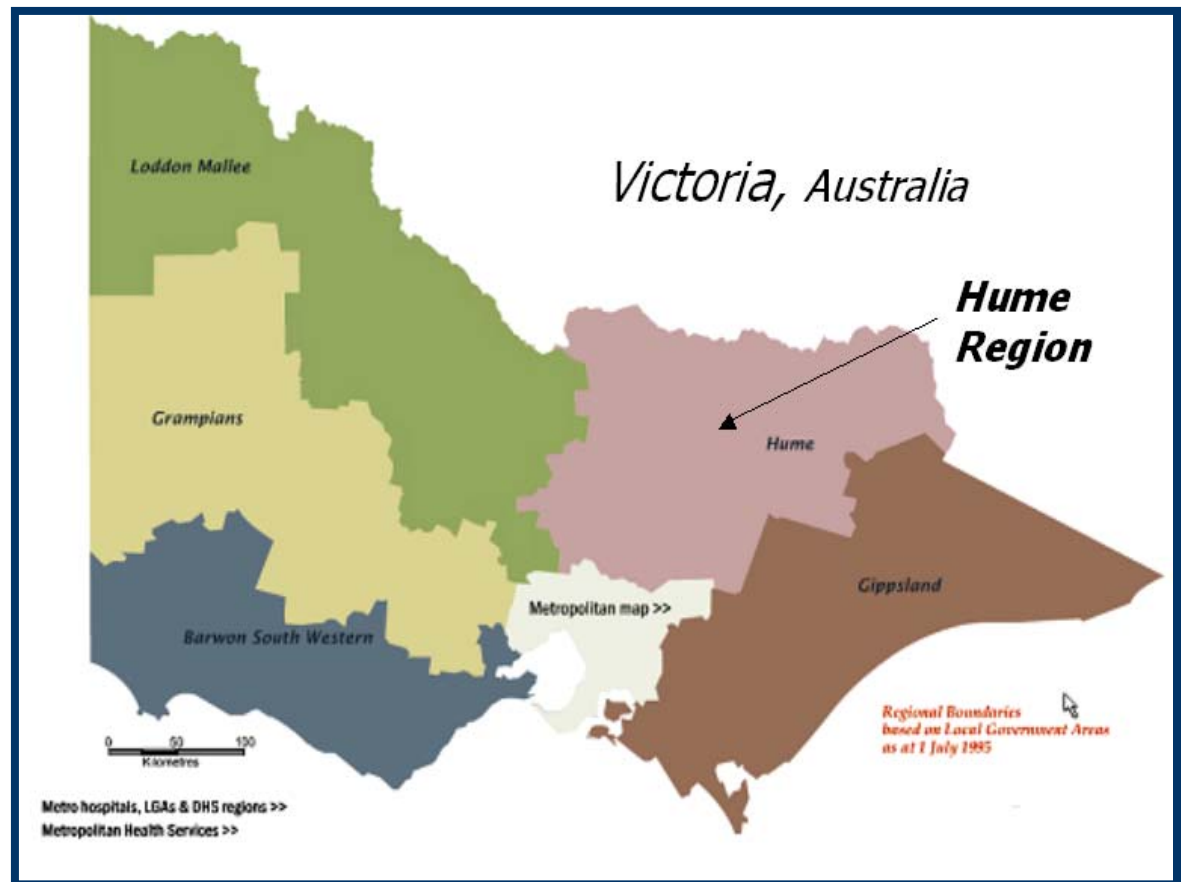 Loddon Mallee
Victoria, Australia
Hume
Region
Grampians
Hume
Gippsland
Metropolitan map >>
Barwon South Western
Regional Boundaries
based on Local Government Areas
as at 1 July 1995
0 50 100
Kilometres
Metro hospitals, LGAs & DHS regions >>
Metropolitan Health Services >>